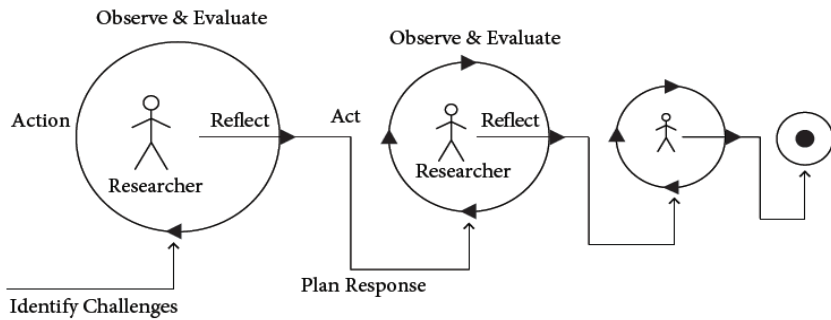 Observe & Evaluate
Observe & Evaluate
Action
Reflect
Act
Reflect
Researcher
Researcher
Plan Response
Identify Challenges